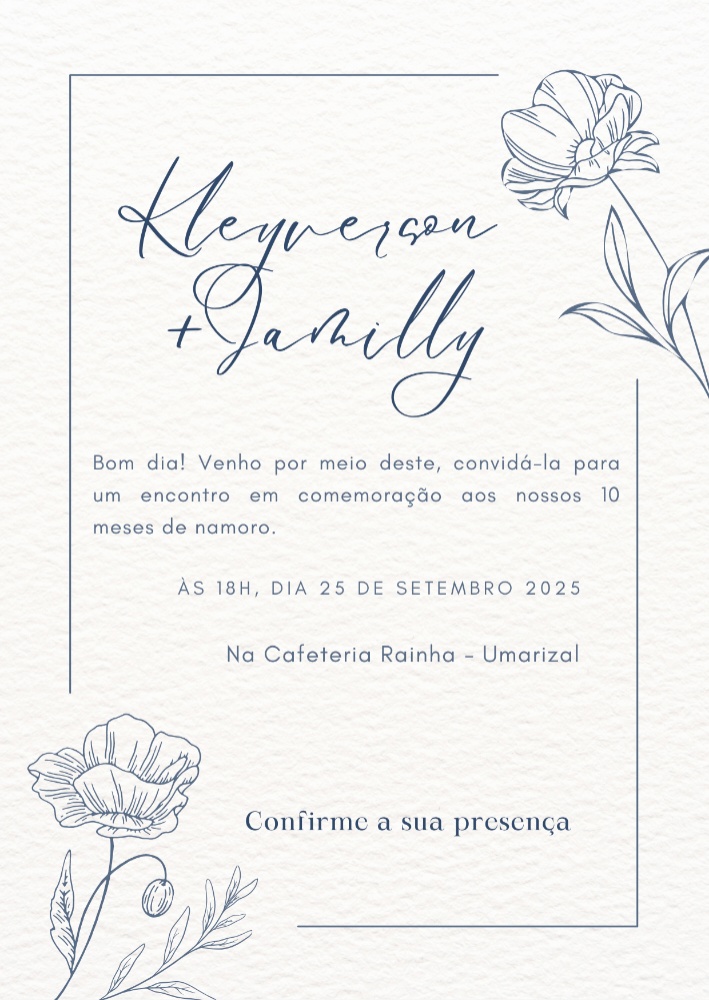 Kleyverson
+Jamilly
Bom dia! Venho por meio deste, convidá-la para
um encontro em comemoração aos nossos 10
meses de namoro.
ÀS 18H, DIA 25 DE SETEMBRO 2025
Na Cafeteria Rainha - Umarizal
Confirme a sua presença